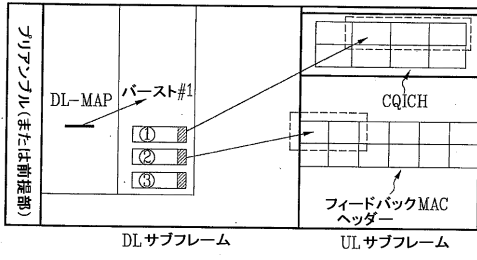 プリアンブル(または前提部)
DL-MAP
バースト#1
①
②
③
CQICH
フィードバックMAC
ヘッダー
DLサブフレーム
ULサブフレーム